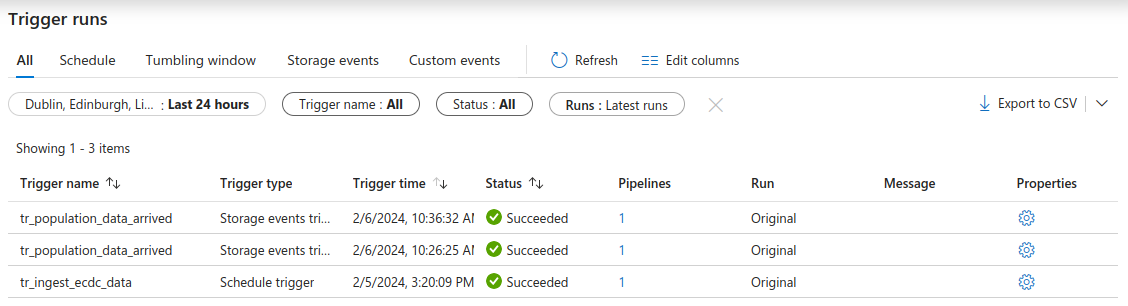 Trigger runs
All Schedule Tumbling window Storage events Custom events Refresh Edit columns
Dublin, Edinburgh, Li... : Last 24 hours Trigger name : All Status : All Runs : Latest runs Export to CSV
Showing 1 - 3 items
Trigger name Trigger type Trigger time Status Pipelines Run Message Properties
tr_population_data_arrived Storage events tri... 2/6/2024, 10:36:32 AM Succeeded 1 Original
tr_population_data_arrived Storage events tri... 2/6/2024, 10:26:25 AM Succeeded 1 Original
tr_ingest_ecdc_data Schedule trigger 2/5/2024, 3:20:09 PM Succeeded 1 Original